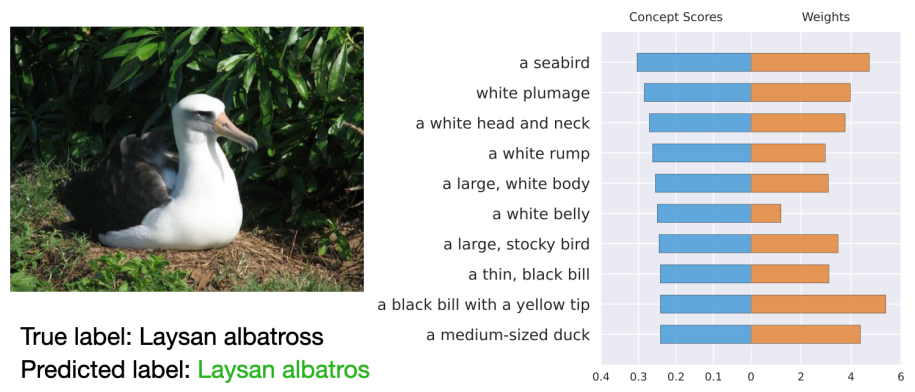 Concept Scores Weights
a seabird
white plumage
a white head and neck
a white rump
a large, white body
a white belly
a large, stocky bird
a thin, black bill
a black bill with a yellow tip
a medium-sized duck
0.4 0.3 0.2 0.1 0 2 4 6
True label: Laysan albatross
Predicted label: Laysan albatros